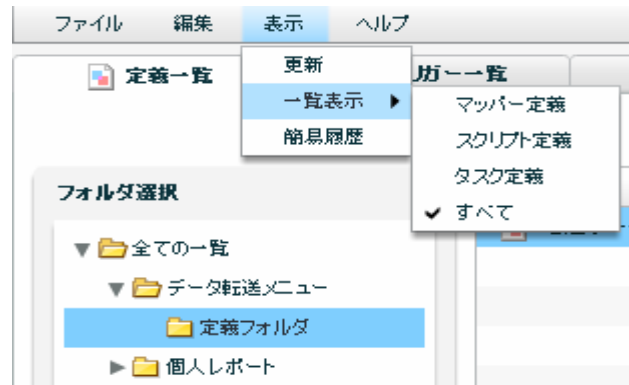 ファイル 編集 表示 ヘルプ
定義一覧
ガー一覧
更新
一覧表示
簡易履歴
マッパー定義
スクリプト定義
タスク定義
すべて
フォルダ選択
全ての一覧
データ転送メニュー
定義フォルダ
個人レポート